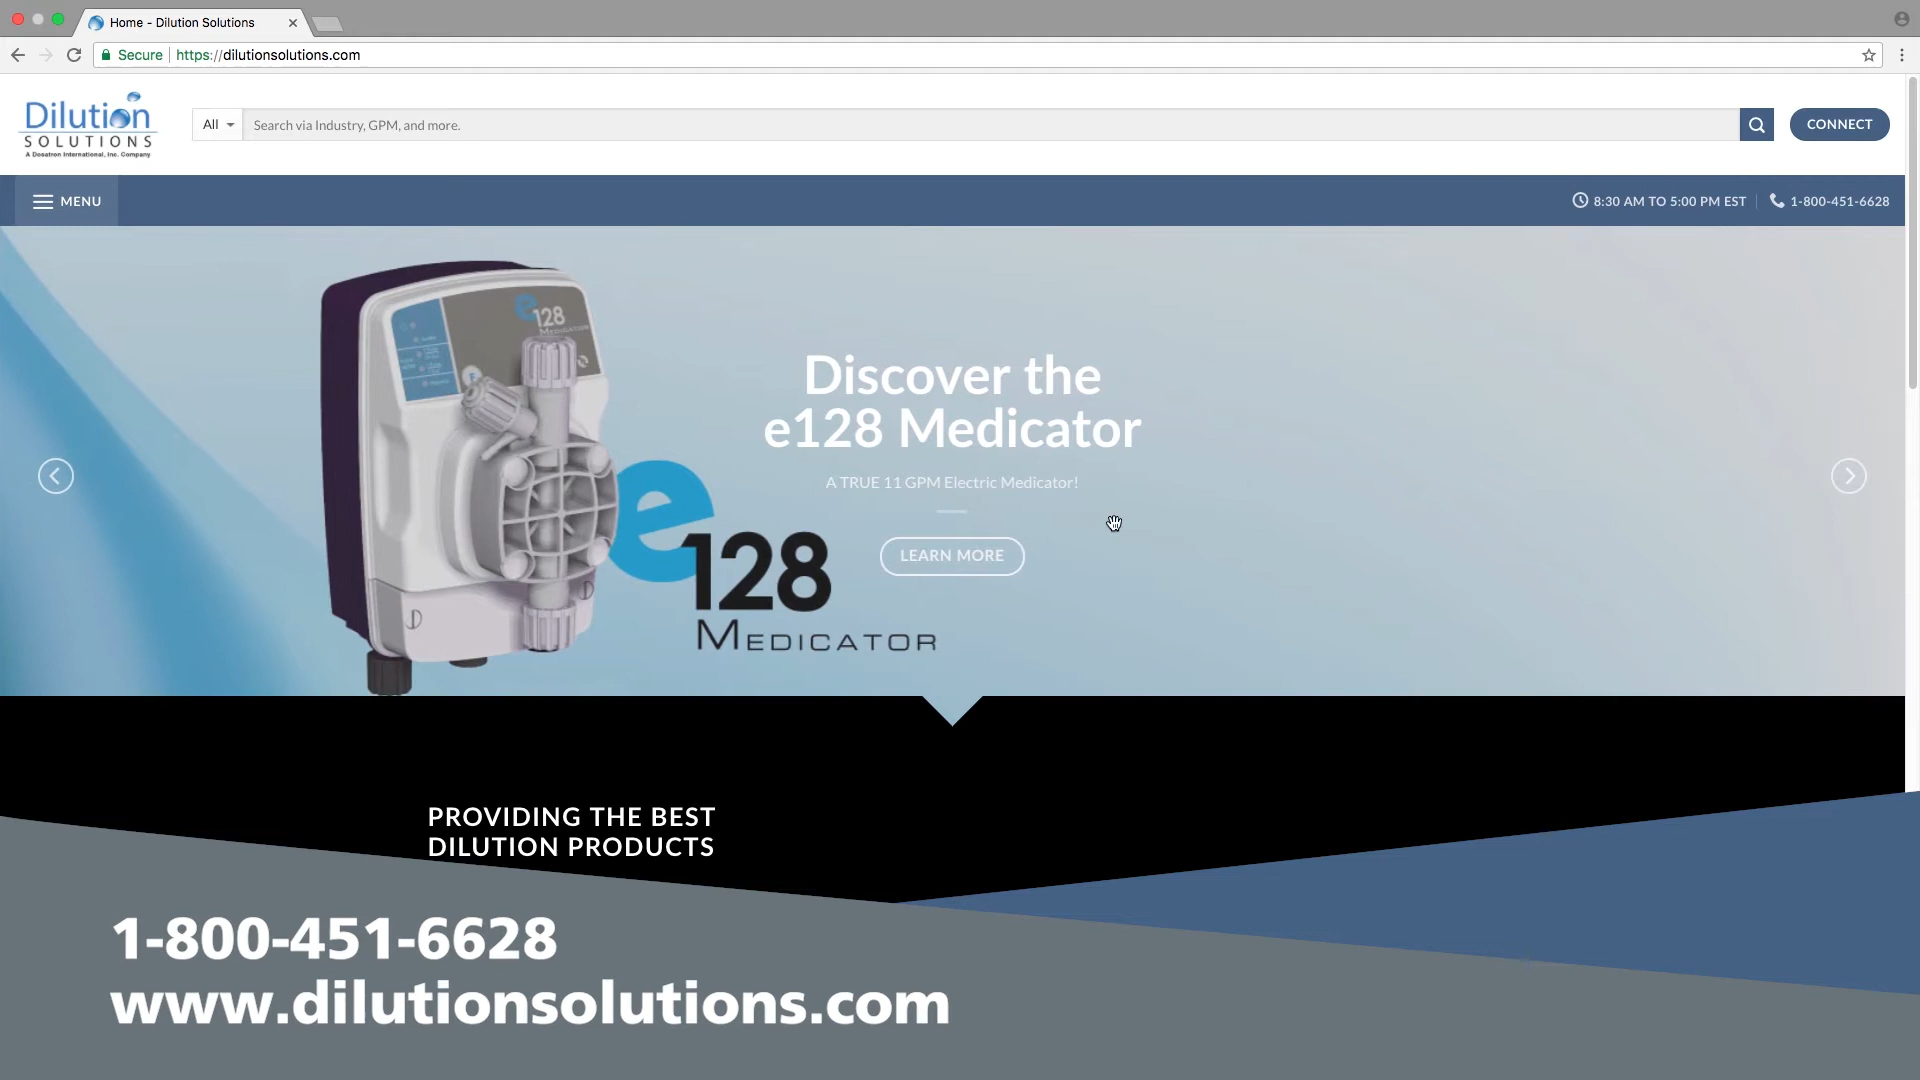 Home - Dilution Solutions
Secure https://dilutionsolutions.com
Dilution
SOLUTIONS
A Dosatron International, Inc. Company
All
Search via Industry, GPM, and more.
CONNECT
MENU
8:30 AM TO 5:00 PM EST
1-800-451-6628
e128
MEDICATOR
Discover the
e128 Medicator
A TRUE 11 GPM Electric Medicator!
LEARN MORE
e128
MEDICATOR
PROVIDING THE BEST
DILUTION PRODUCTS
1-800-451-6628
www.dilutionsolutions.com